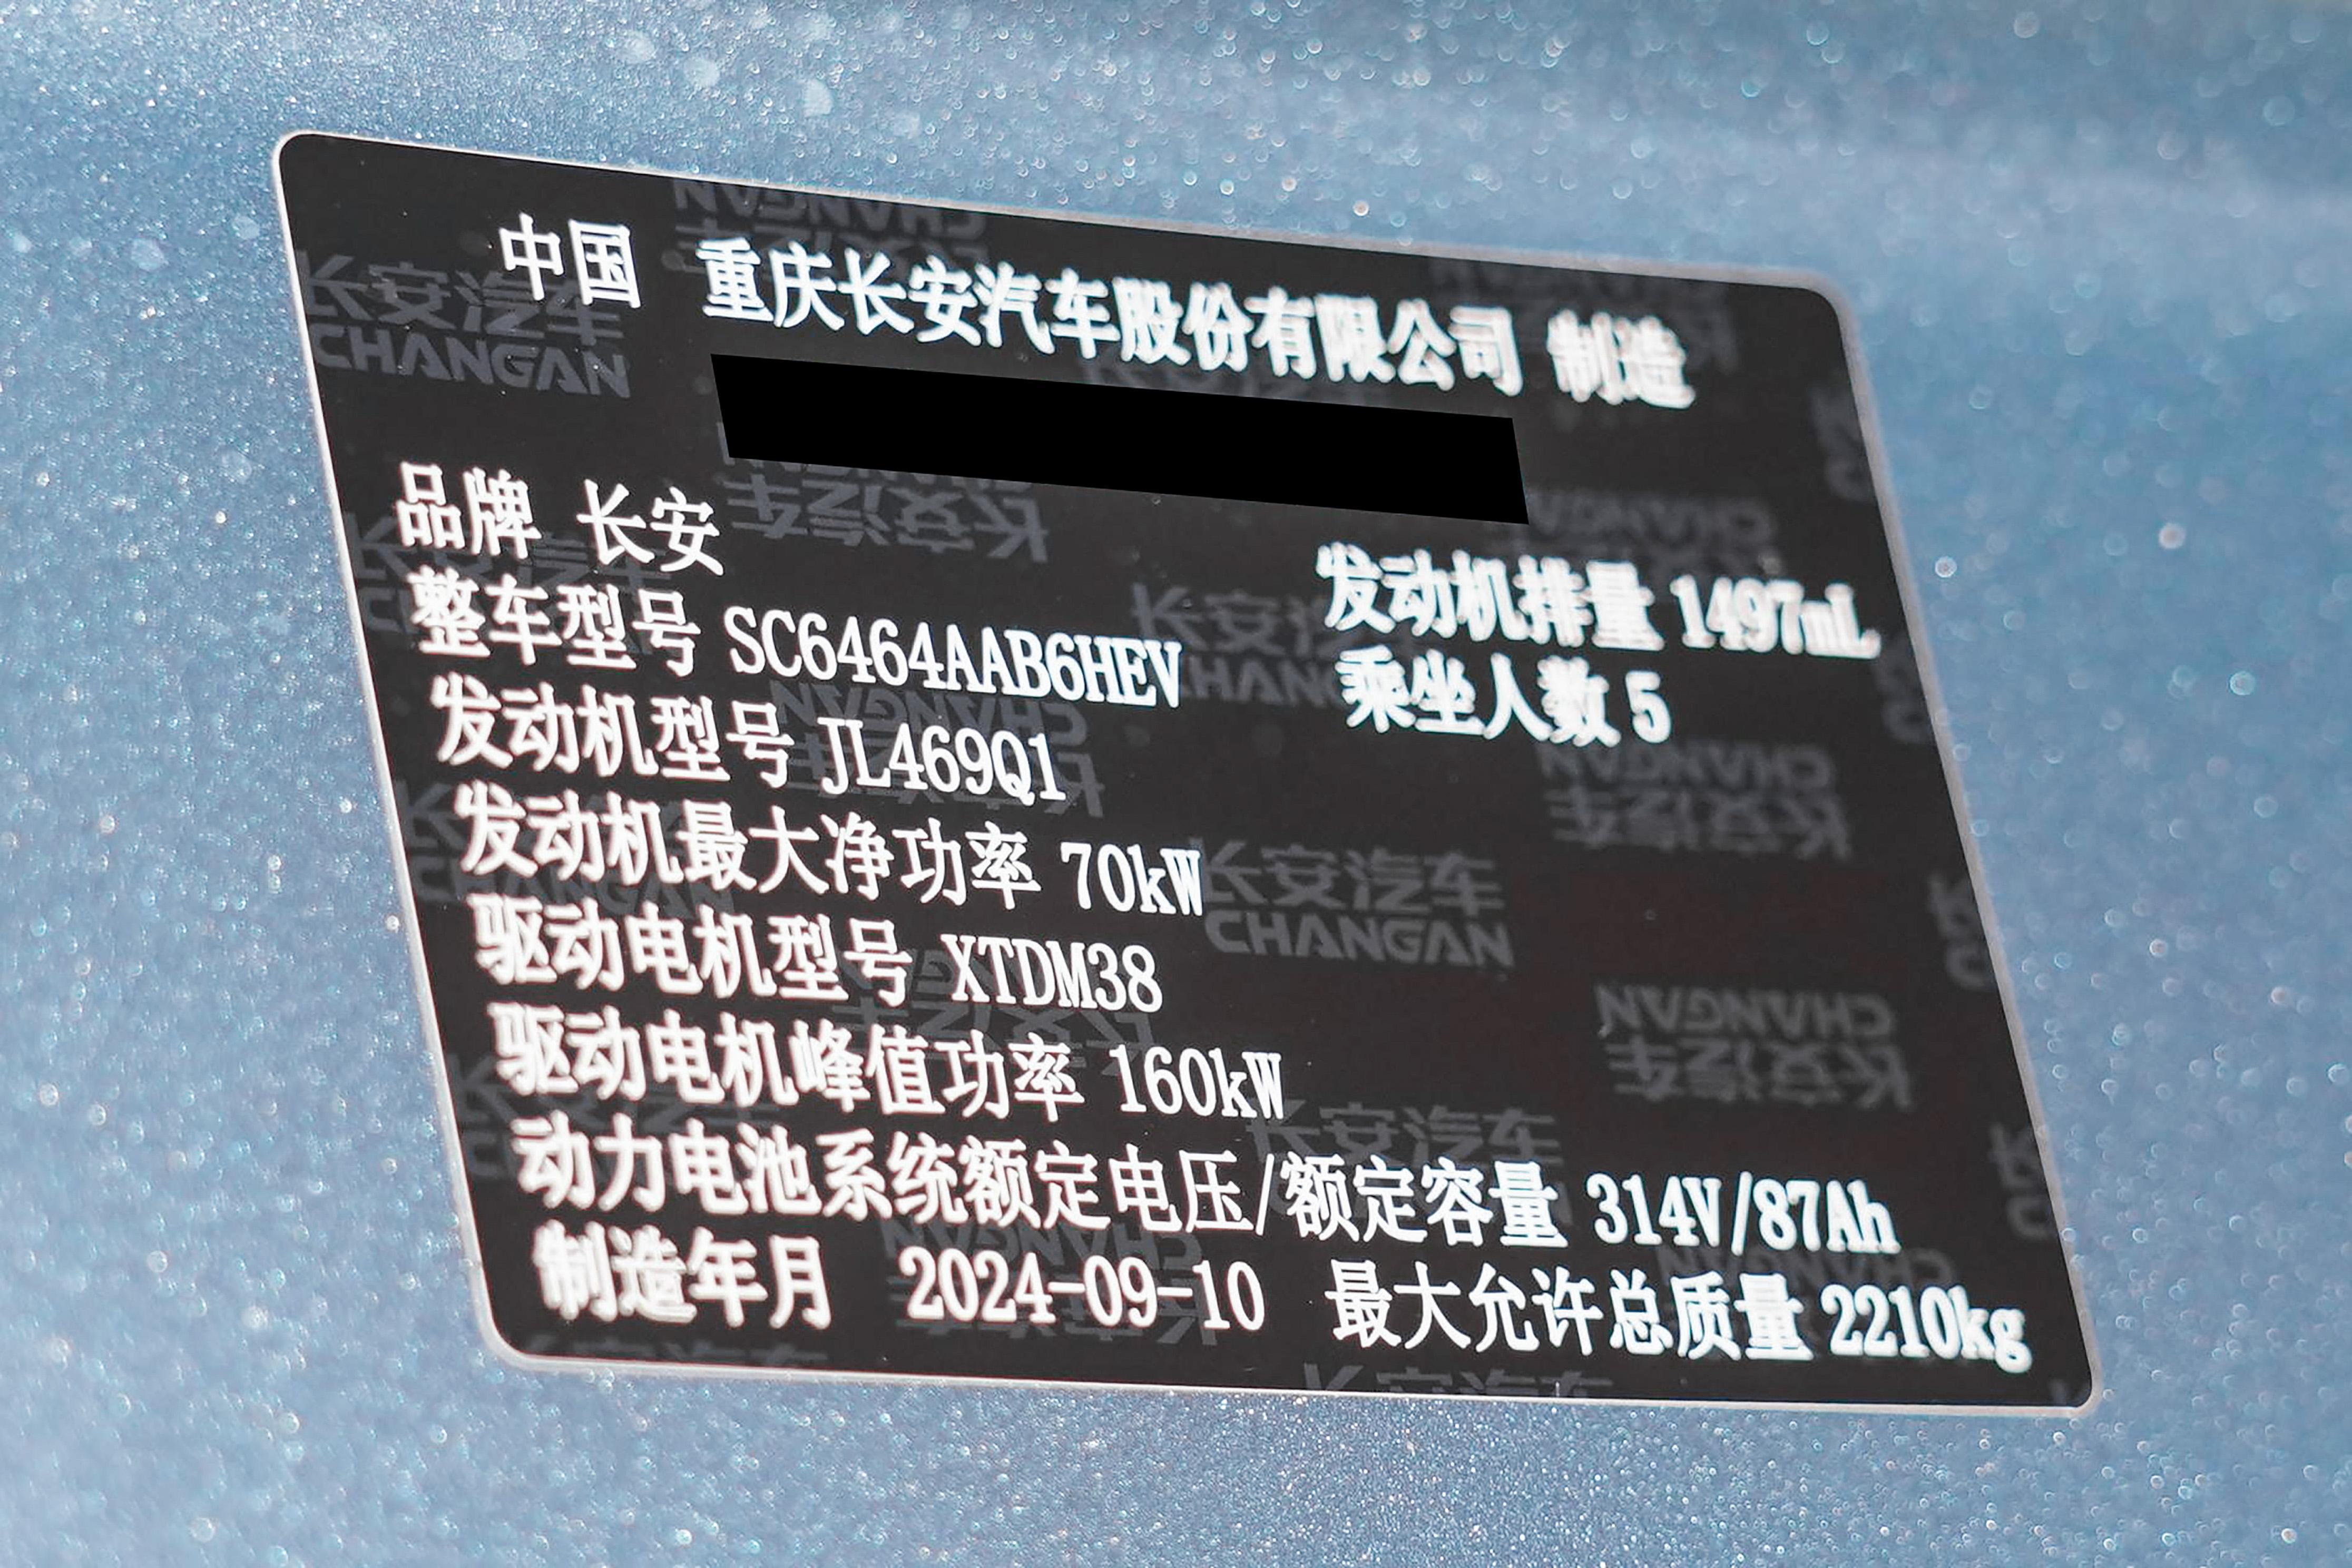 中国 重庆长安汽车股份有限公司 制造
品牌 长安
发动机排量 1497mL
整车型号 SC6464AAB6HEV
乘坐人数 5
发动机型号 JL469Q1
发动机最大净功率 70kW
驱动电机型号 XTDM38
驱动电机峰值功率 160kW
动力电池系统额定电压/额定容量 314V/87Ah
制造年月 2024-09-10 最大允许总质量 2210kg
长安汽车
CHANGAN